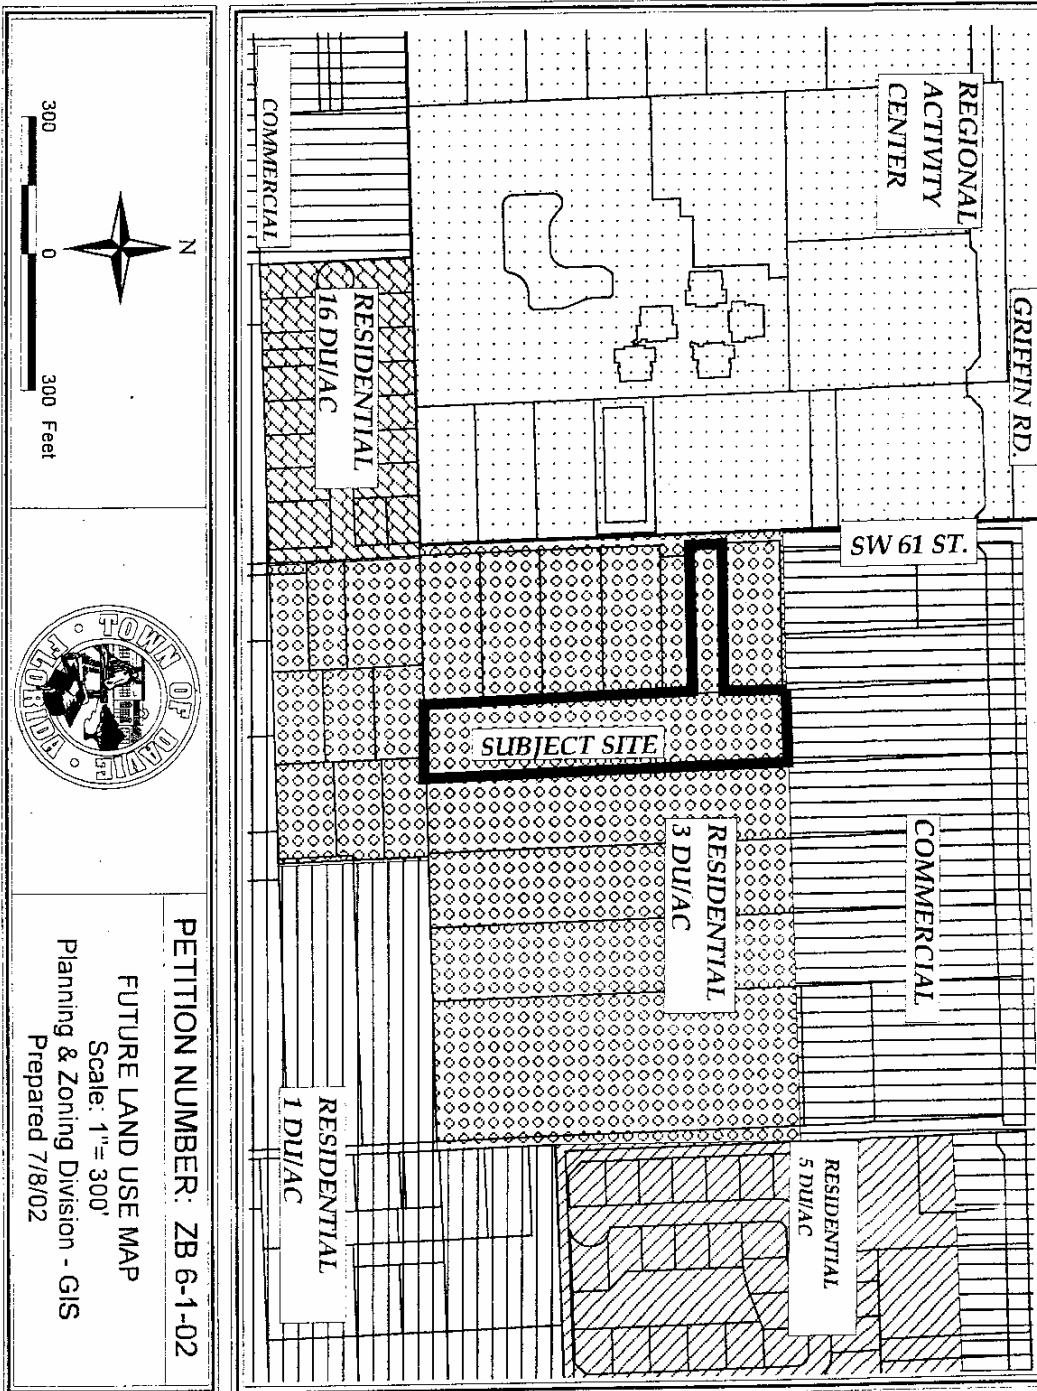 GRIFFIN RD.
REGIONAL
ACTIVITY
CENTER
SW 61 ST.
COMMERCIAL
RESIDENTIAL
5 DU/AC
RESIDENTIAL
3 DU/AC
SUBJECT SITE
RESIDENTIAL
16 DU/AC
COMMERCIAL
RESIDENTIAL
1 DU/AC
N
300 0 300 Feet
TOWN OF DAVIE
FLORIDA
PETITION NUMBER: ZB 6-1-02
FUTURE LAND USE MAP
Scale: 1"= 300'
Planning & Zoning Division - GIS
Prepared 7/8/02